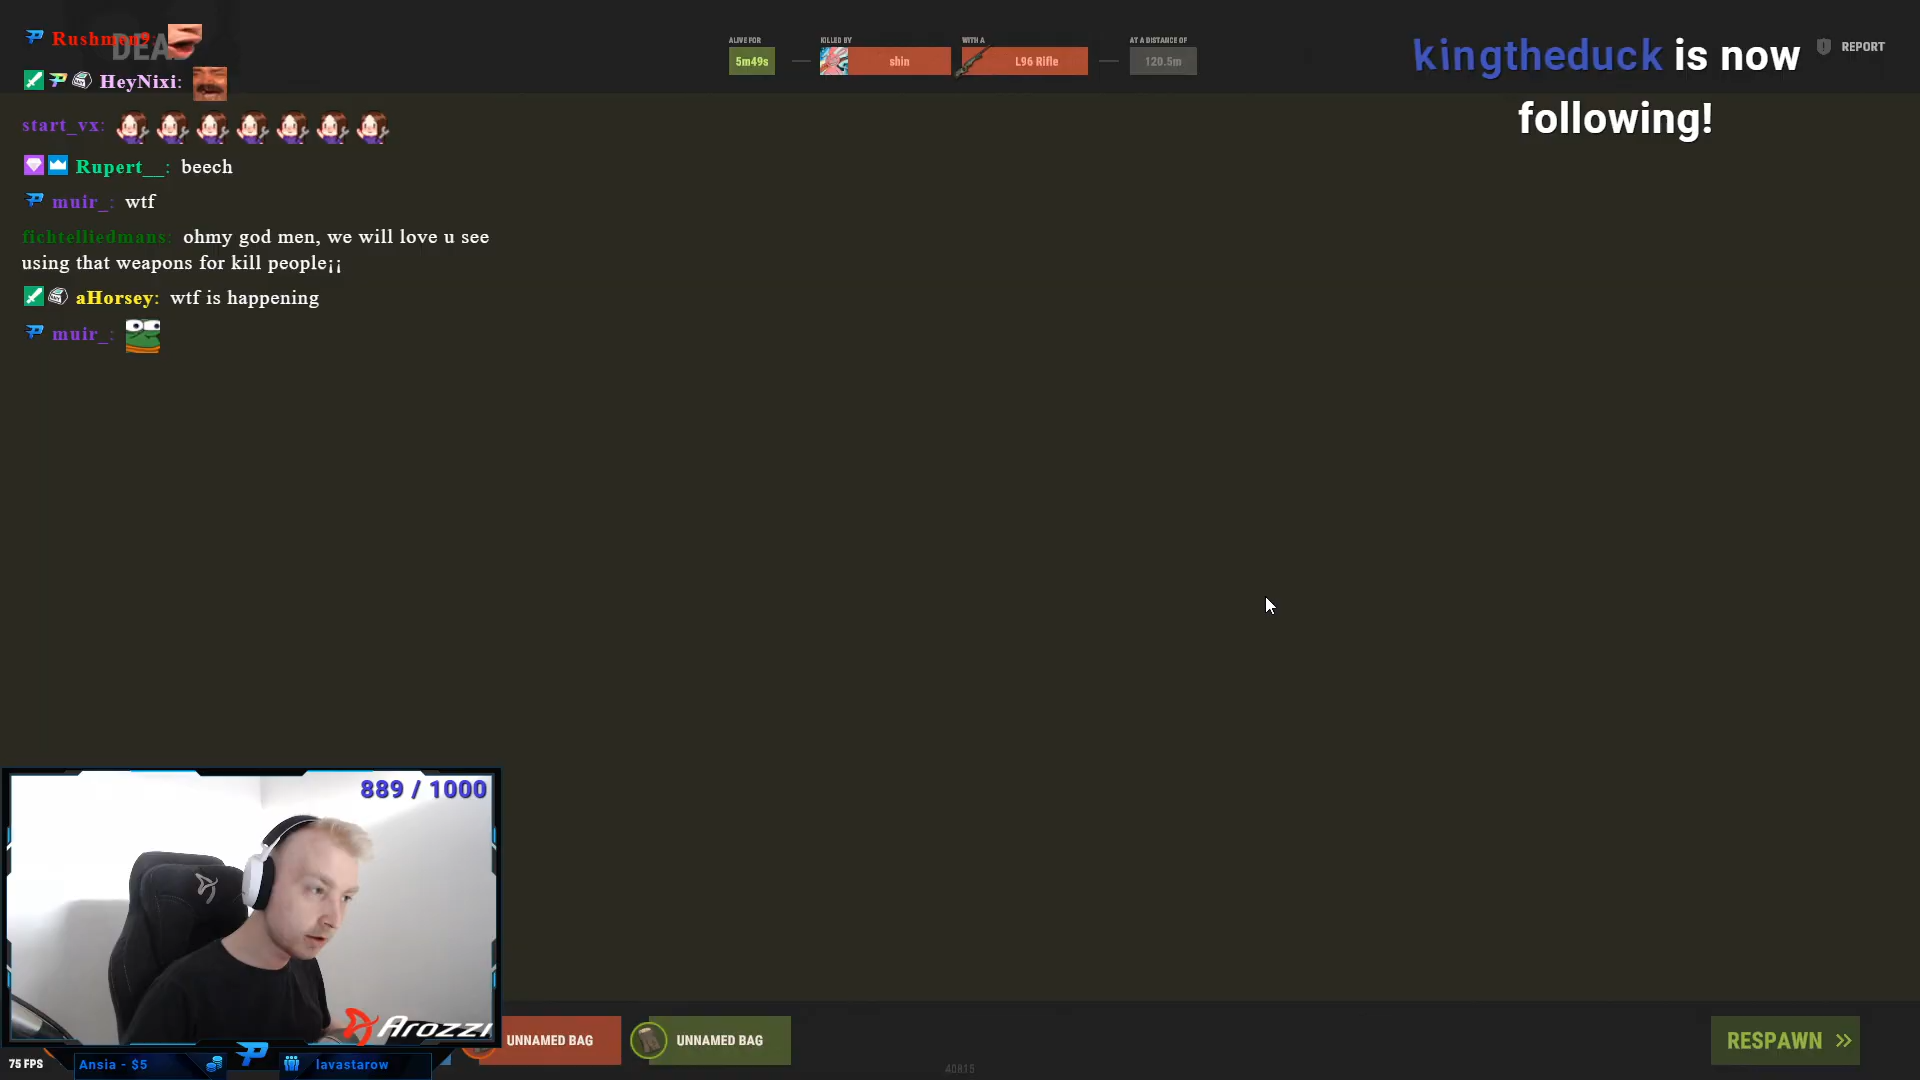 DEAD
Rushmen9:
HeyNixi:
start_vx:
Rupert__: beech
muir_: wtf
fichtelliedmans: ohmy god men, we will love u see
using that weapons for kill people¡¡
aHorsey: wtf is happening
muir_:
ALIVE FOR
5m49s
KILLED BY
shin
WITH A
L96 Rifle
AT A DISTANCE OF
120.5m
kingtheduck is now
following!
REPORT
889 / 1000
Arozzi
75 FPS
Ansia - $5
lavastarow
UNNAMED BAG
UNNAMED BAG
40815
RESPAWN